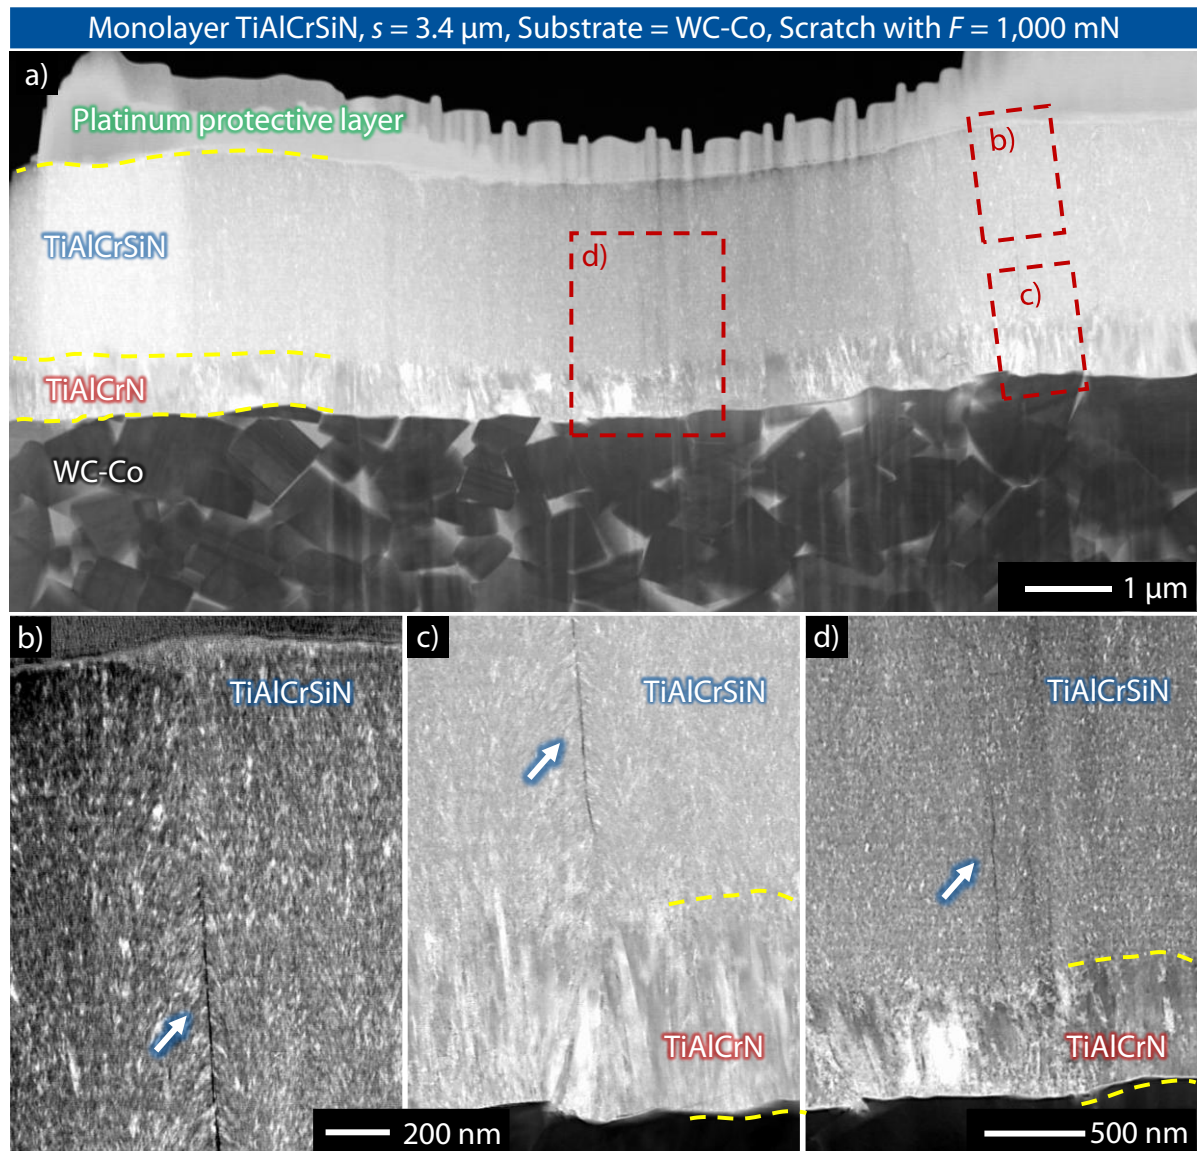 Monolayer TiAlCrSiN, s = 3.4 µm, Substrate = WC-Co, Scratch with F = 1,000 mN
a)
Platinum protective layer
b)
TiAlCrSiN
d)
c)
TiAlCrN
WC-Co
1 µm
b)
TiAlCrSiN
200 nm
c)
TiAlCrSiN
TiAlCrN
d)
TiAlCrSiN
TiAlCrN
500 nm